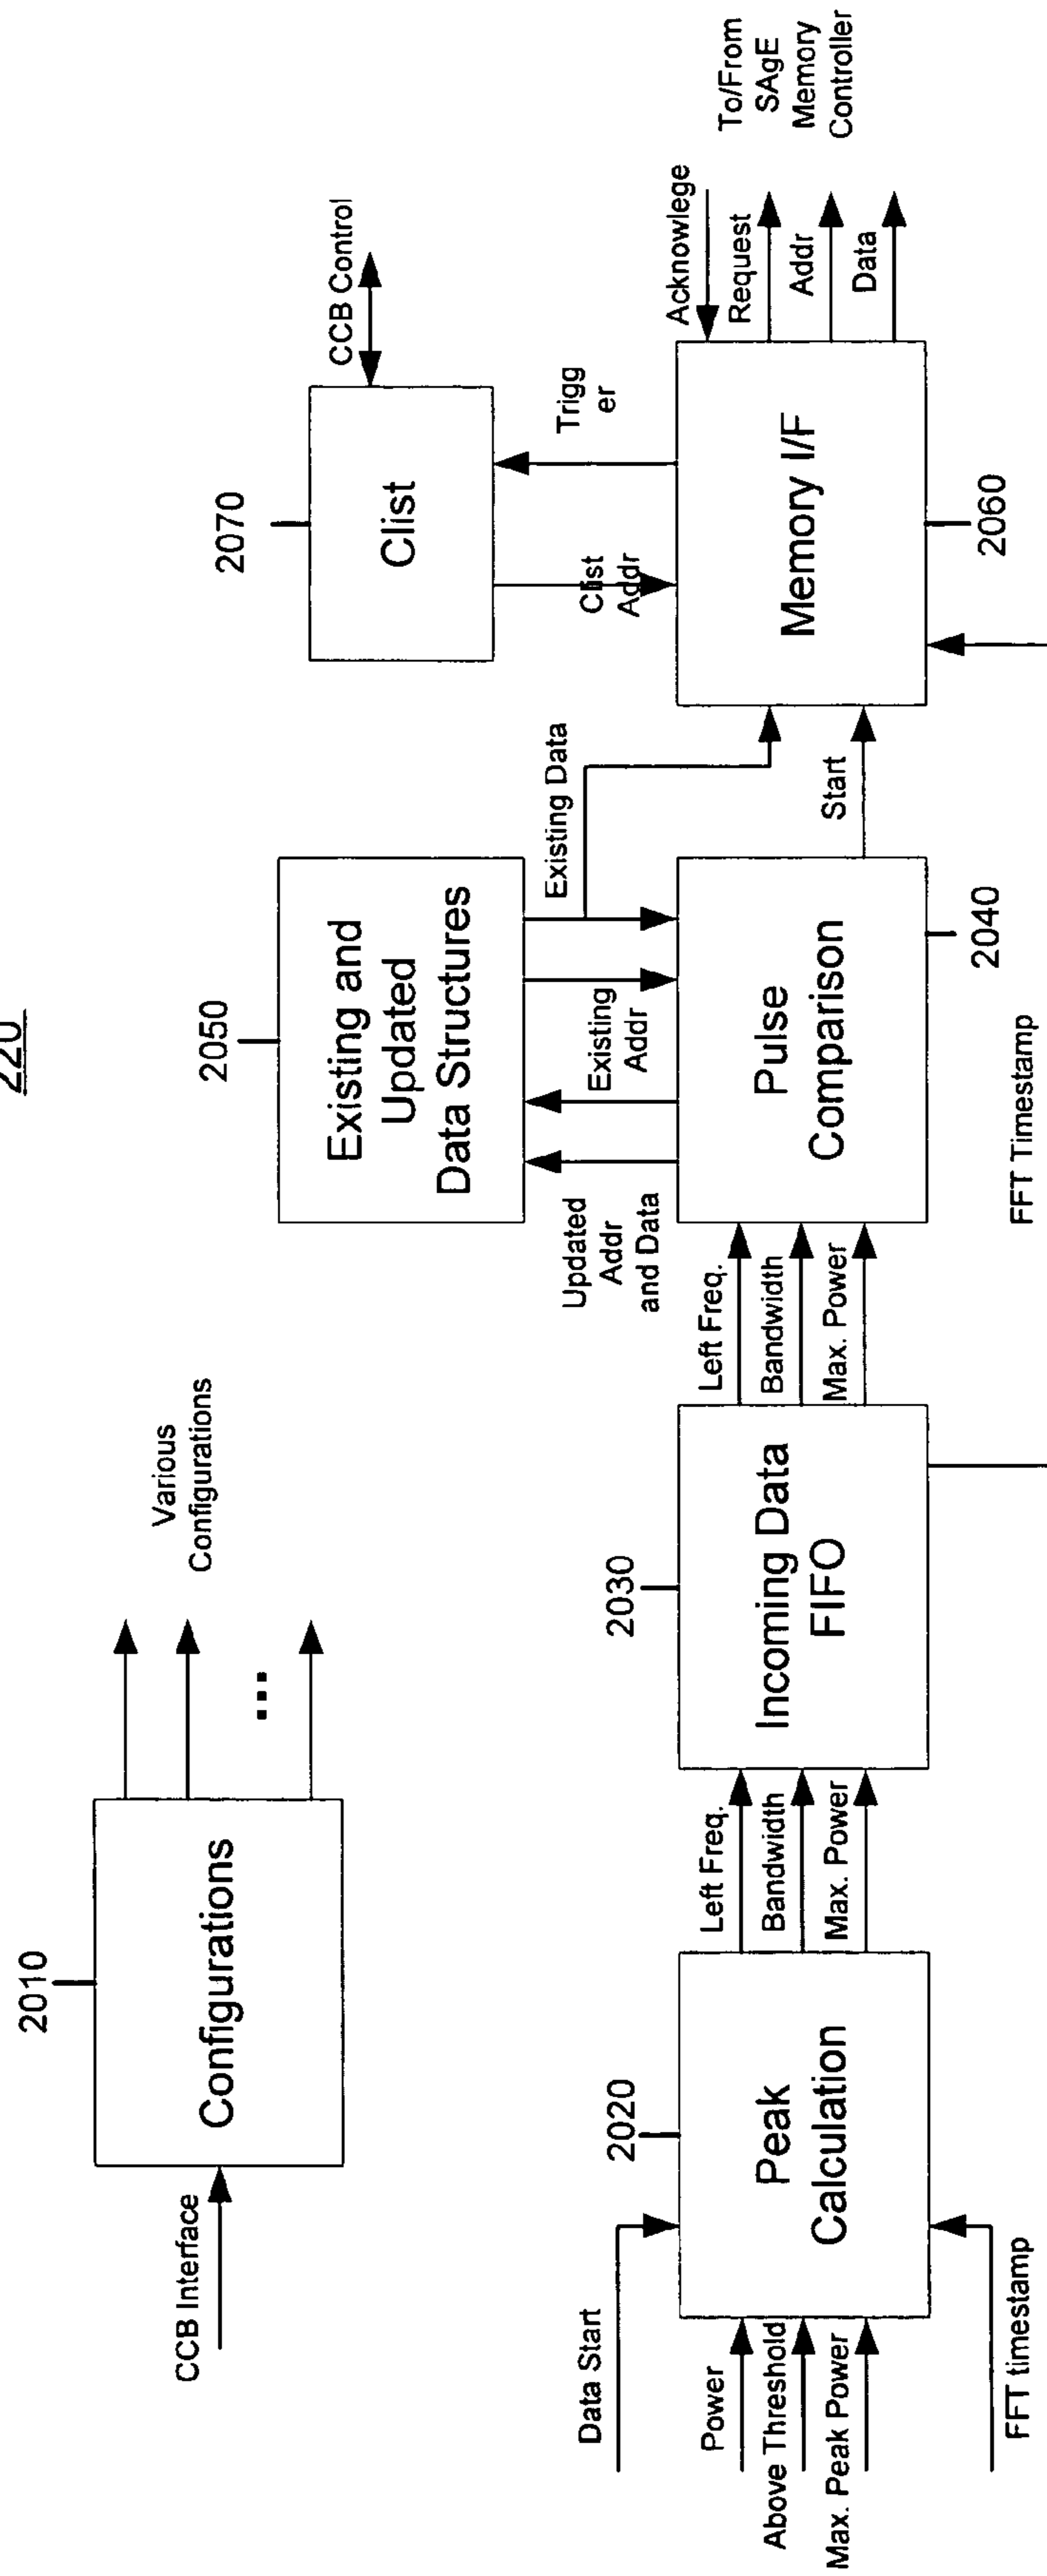 220
2010
Configurations
CCB Interface
Various
Configurations
2050
Existing and
Updated
Data Structures
2070
Clist
CCB Control
Updated
Addr
and Data
Existing
Addr
Existing Data
Clist
Addr
Trigg
er
Data Start
Power
Above Threshold
Max. Peak Power
FFT timestamp
2020
Peak
Calculation
Left Freq.
Bandwidth
Max. Power
2030
Incoming Data
FIFO
Left Freq.
Bandwidth
Max. Power
Pulse
Comparison
2040
Start
Memory I/F
2060
Acknowlege
Request
Addr
Data
To/From
SAgE
Memory
Controller
FFT Timestamp
...